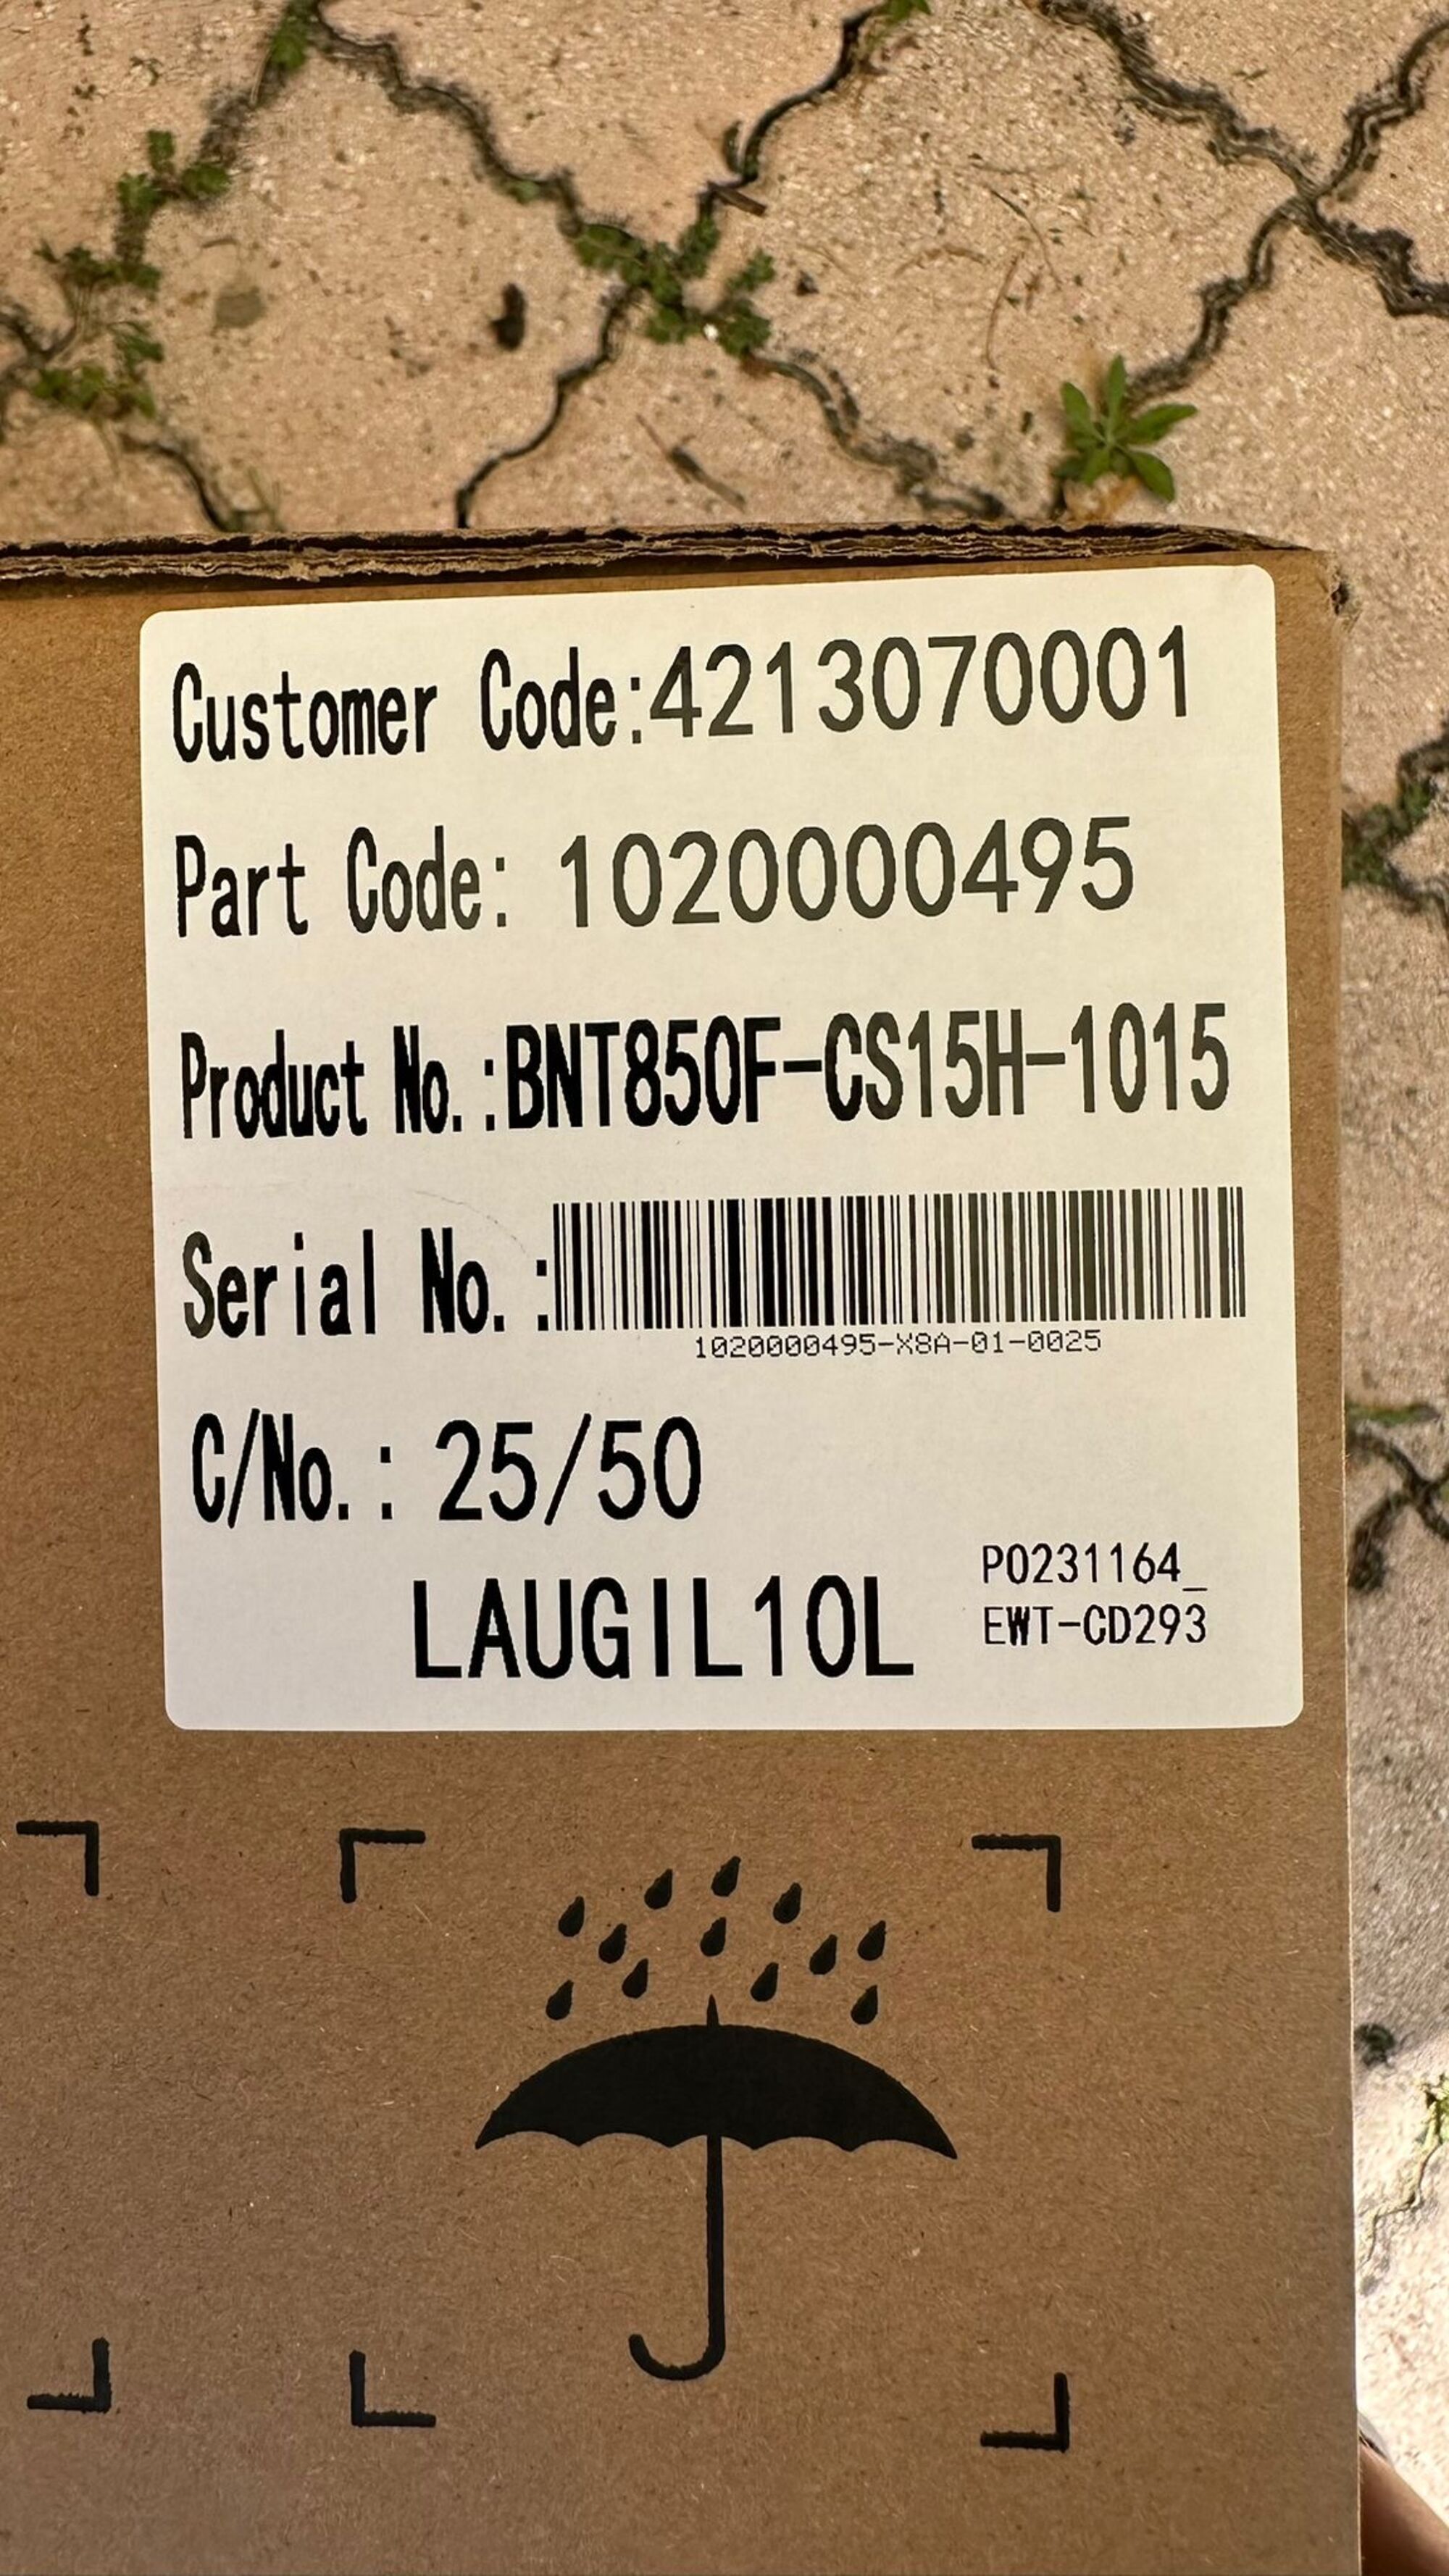 Customer Code:4213070001
Part Code: 1020000495
Product No.:BNT850F-CS15H-1015
Serial No.:
1020000495-X8A-01-0025
C/No.: 25/50
LAUGIL10L
PO231164_
EWT-CD293